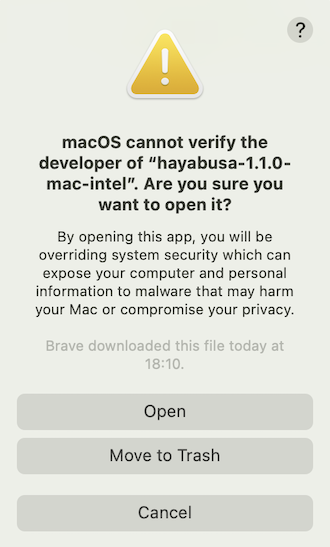 ?
macOS cannot verify the
developer of “hayabusa-1.1.0-
mac-intel”. Are you sure you
want to open it?
By opening this app, you will be
overriding system security which can
expose your computer and personal
information to malware that may harm
your Mac or compromise your privacy.
Brave downloaded this file today at
18:10.
Open
Move to Trash
Cancel